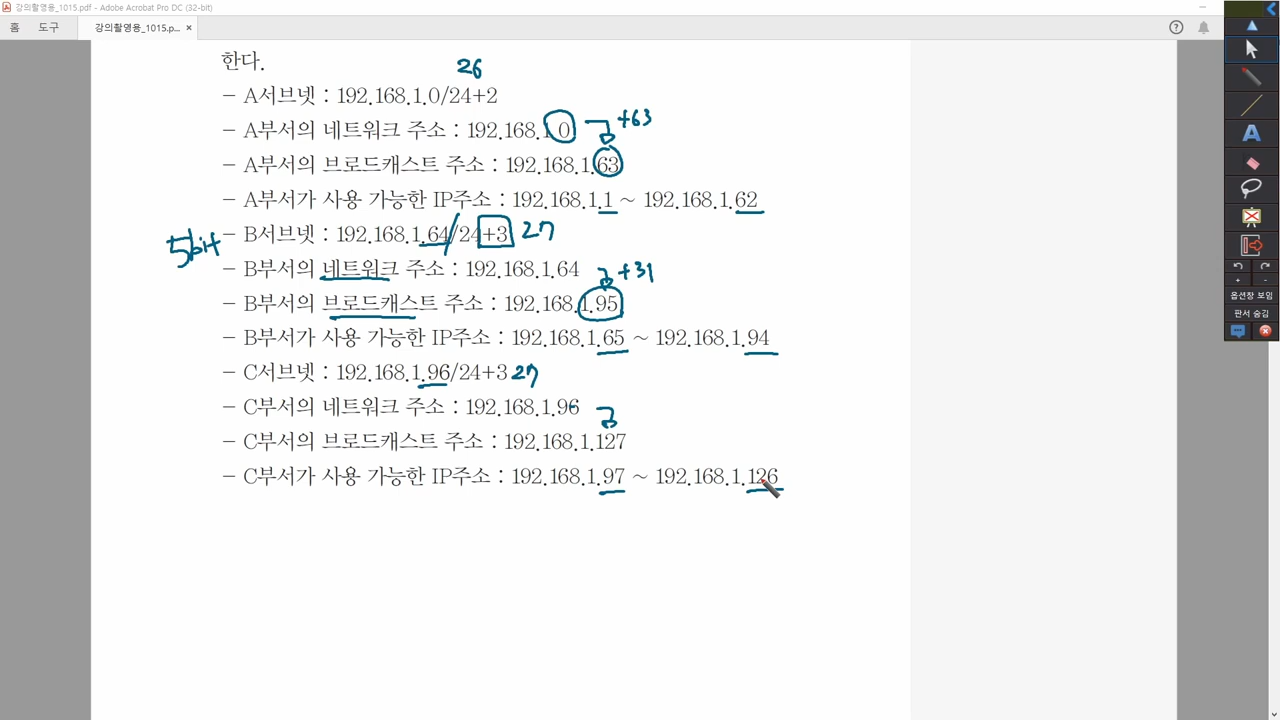 강의촬영용_1015.pdf - Adobe Acrobat Pro DC (32-bit)
홈 도구 강의촬영용_1015.p... ×
한다.
26
– A서브넷 : 192.168.1.0/24+2
– A부서의 네트워크 주소 : 192.168.1.0 +63
– A부서의 브로드캐스트 주소 : 192.168.1.63
– A부서가 사용 가능한 IP주소 : 192.168.1.1 ~ 192.168.1.62
5bit – B서브넷 : 192.168.1.64/24+3 27
– B부서의 네트워크 주소 : 192.168.1.64 +31
– B부서의 브로드캐스트 주소 : 192.168.1.95
– B부서가 사용 가능한 IP주소 : 192.168.1.65 ~ 192.168.1.94
– C서브넷 : 192.168.1.96/24+3 27
– C부서의 네트워크 주소 : 192.168.1.96
– C부서의 브로드캐스트 주소 : 192.168.1.127
– C부서가 사용 가능한 IP주소 : 192.168.1.97 ~ 192.168.1.126
A
+ -
옵션장 보임
판서 숨김